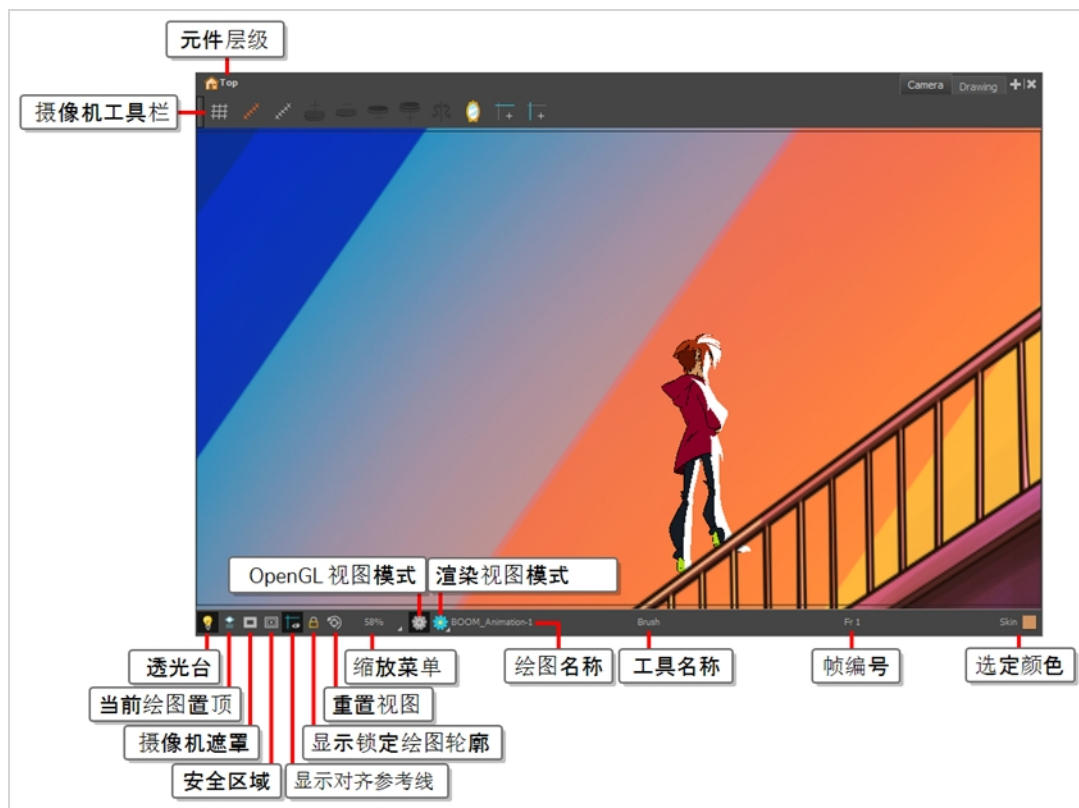 元件层级
Top
Camera
Drawing
摄像机工具栏
OpenGL 视图模式
渲染视图模式
58%
BOOM_Animation-1
Brush
Fr 1
Skin
透光台
缩放菜单
绘图名称
工具名称
帧编号
选定颜色
当前绘图置顶
重置视图
摄像机遮罩
显示锁定绘图轮廓
安全区域
显示对齐参考线